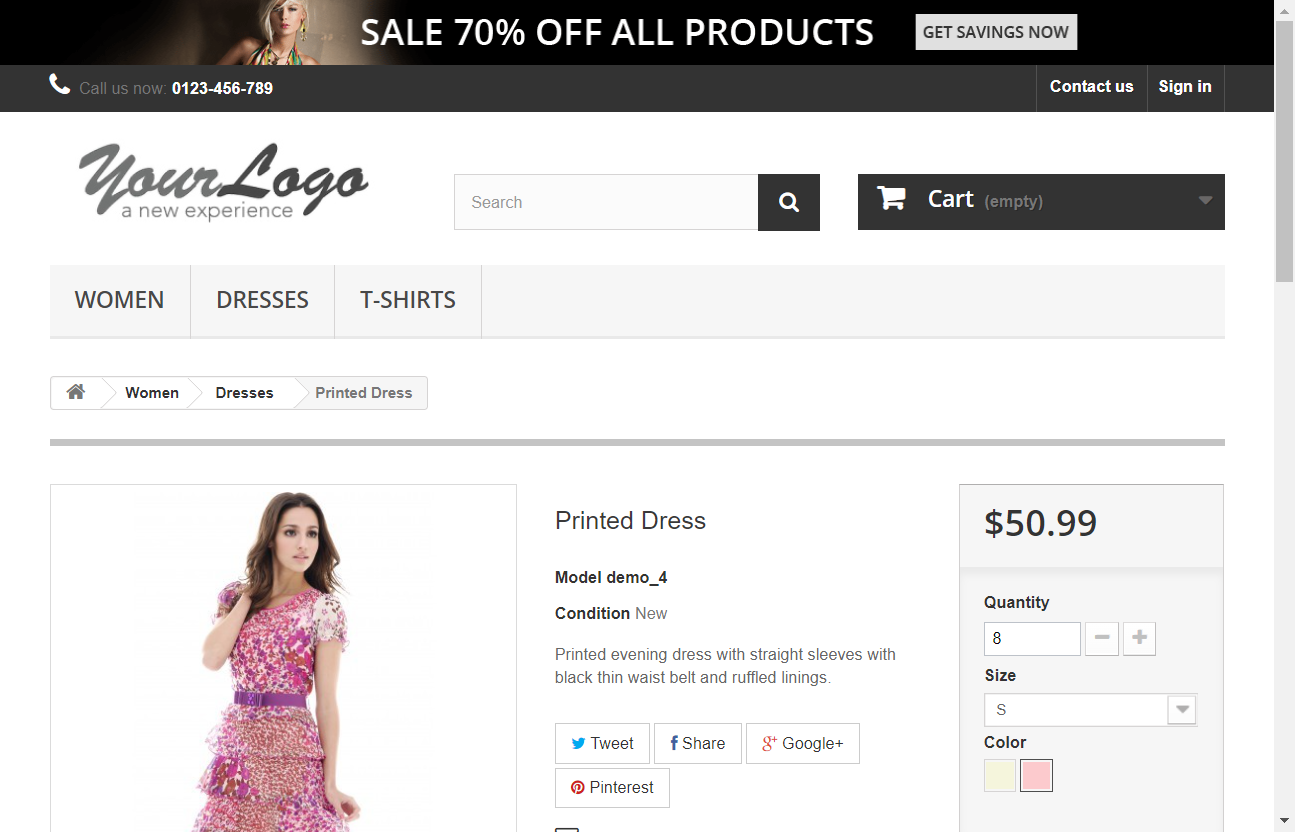 SALE 70% OFF ALL PRODUCTS GET SAVINGS NOW
Call us now: 0123-456-789 Contact us Sign in
Your Logo
a new experience
Search
Cart (empty)
WOMEN DRESSES T-SHIRTS
Women Dresses Printed Dress
Printed Dress
Model demo_4
Condition New
Printed evening dress with straight sleeves with
black thin waist belt and ruffled linings.
Tweet Share Google+
Pinterest
$50.99
Quantity
8
Size
S
Color